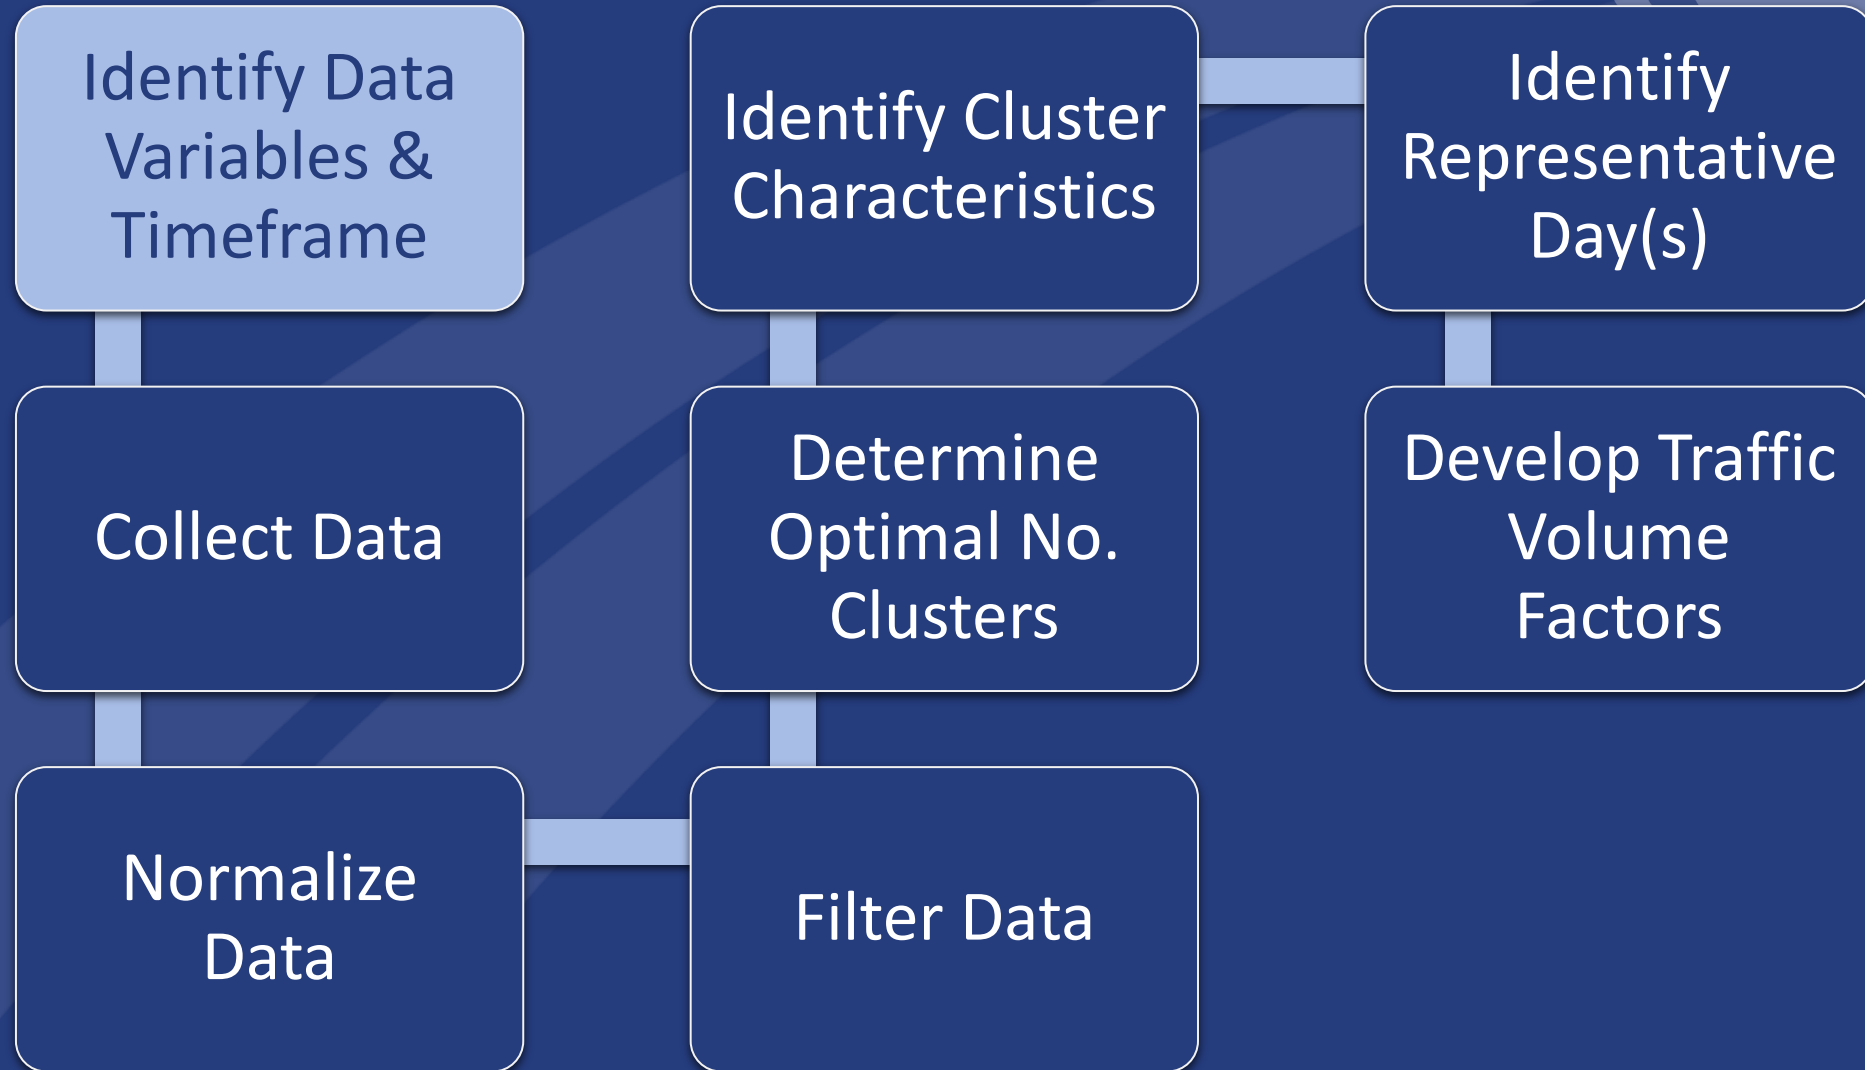 Identify Data
Variables &
Timeframe
Collect Data
Normalize
Data
Filter Data
Determine
Optimal No.
Clusters
Identify Cluster
Characteristics
Identify
Representative
Day(s)
Develop Traffic
Volume
Factors